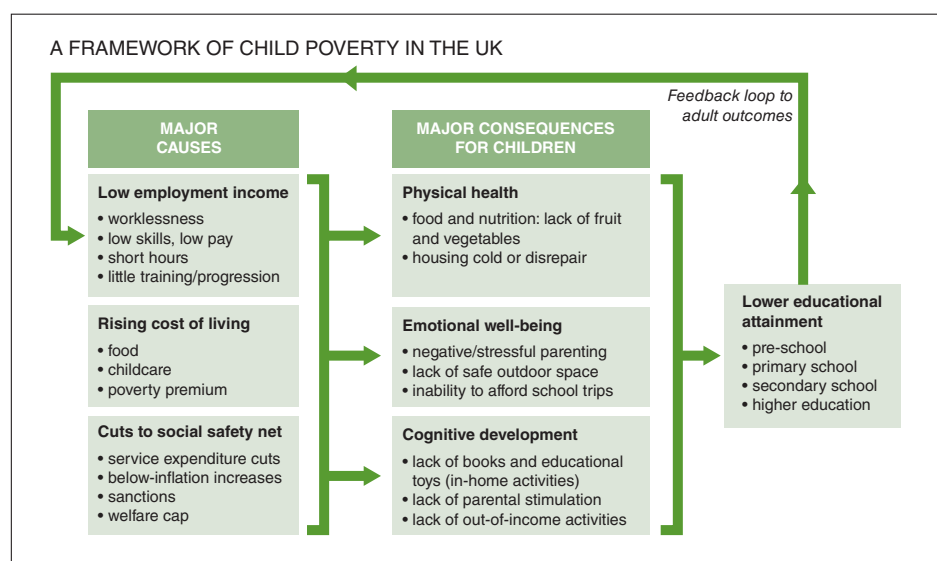 A FRAMEWORK OF CHILD POVERTY IN THE UK
Feedback loop to
adult outcomes
MAJOR
CAUSES
Low employment income
• worklessness
• low skills, low pay
• short hours
• little training/progression
Rising cost of living
• food
• childcare
• poverty premium
Cuts to social safety net
• service expenditure cuts
• below-inflation increases
• sanctions
• welfare cap
MAJOR CONSEQUENCES
FOR CHILDREN
Physical health
• food and nutrition: lack of fruit
and vegetables
• housing cold or disrepair
Emotional well-being
• negative/stressful parenting
• lack of safe outdoor space
• inability to afford school trips
Cognitive development
• lack of books and educational
toys (in-home activities)
• lack of parental stimulation
• lack of out-of-income activities
Lower educational
attainment
• pre-school
• primary school
• secondary school
• higher education